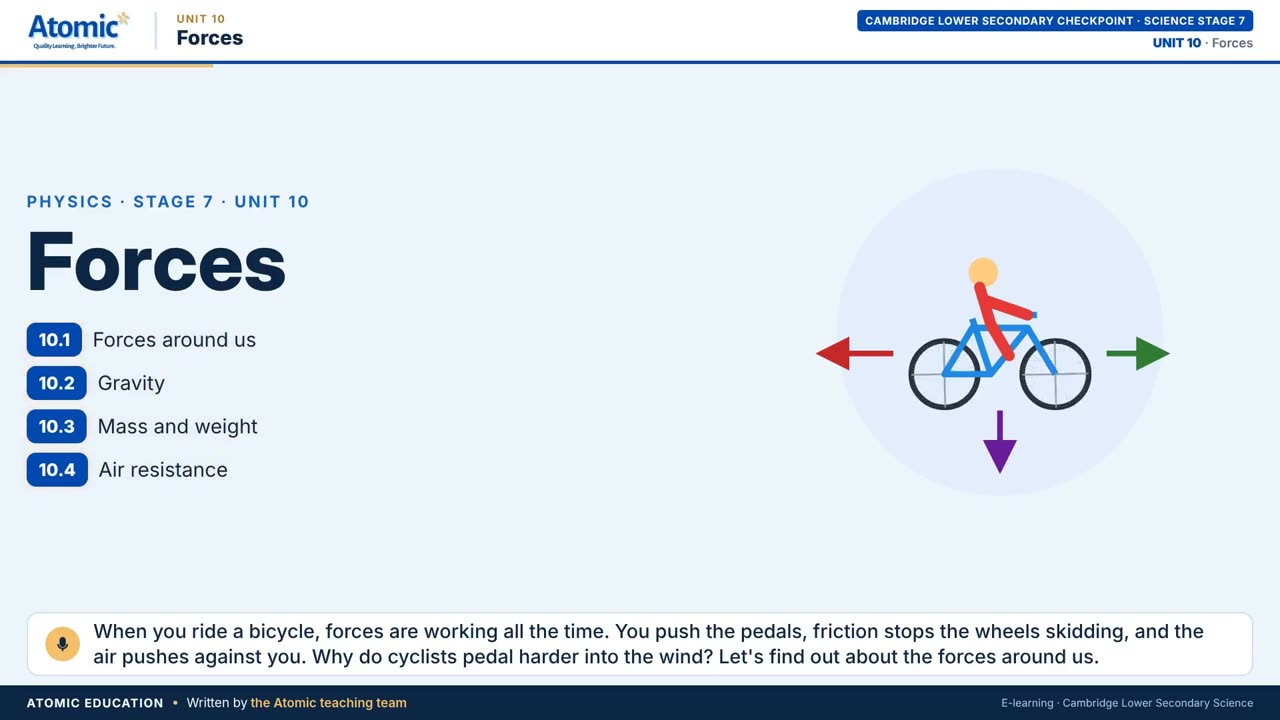 Atomic
Quality Learning, Brighter Future.
UNIT 10
Forces
CAMBRIDGE LOWER SECONDARY CHECKPOINT · SCIENCE STAGE 7
UNIT 10 · Forces
PHYSICS · STAGE 7 · UNIT 10
Forces
10.1 Forces around us
10.2 Gravity
10.3 Mass and weight
10.4 Air resistance
When you ride a bicycle, forces are working all the time. You push the pedals, friction stops the wheels skidding, and the
air pushes against you. Why do cyclists pedal harder into the wind? Let's find out about the forces around us.
ATOMIC EDUCATION • Written by the Atomic teaching team
E-learning · Cambridge Lower Secondary Science